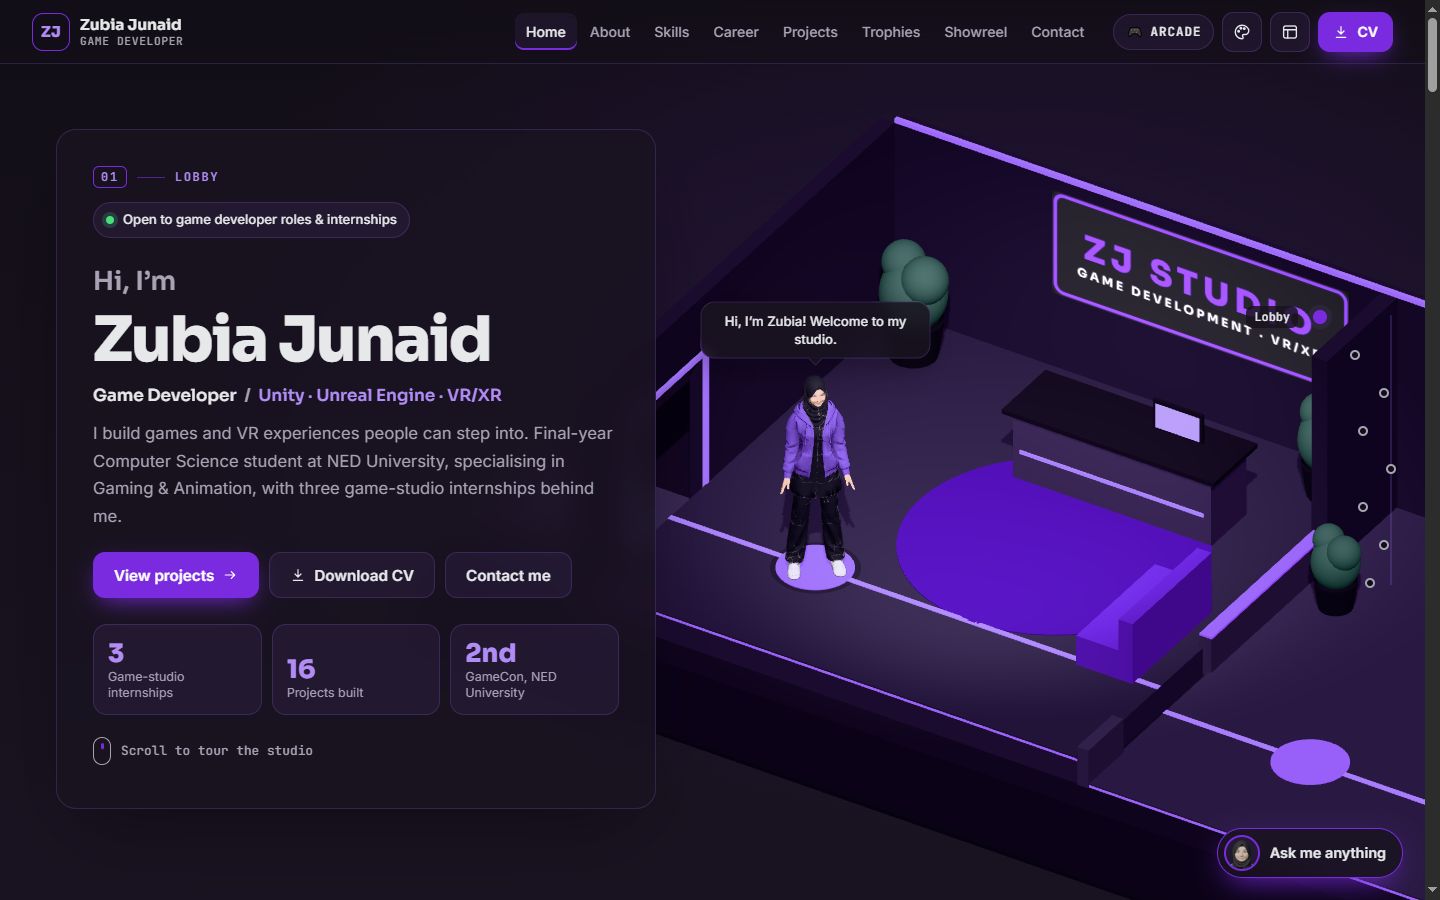 ZJ
Zubia Junaid
GAME DEVELOPER
Home
About
Skills
Career
Projects
Trophies
Showreel
Contact
ARCADE
CV
01
LOBBY
Open to game developer roles & internships
Hi, I'm
Zubia Junaid
Game Developer / Unity · Unreal Engine · VR/XR
I build games and VR experiences people can step into. Final-year
Computer Science student at NED University, specialising in
Gaming & Animation, with three game-studio internships behind
me.
View projects →
Download CV
Contact me
3
Game-studio
internships
16
Projects built
2nd
GameCon, NED
University
Scroll to tour the studio
Hi, I'm Zubia! Welcome to my
studio.
ZJ STUDIO
GAME DEVELOPMENT · VR/X
Lobby
Ask me anything